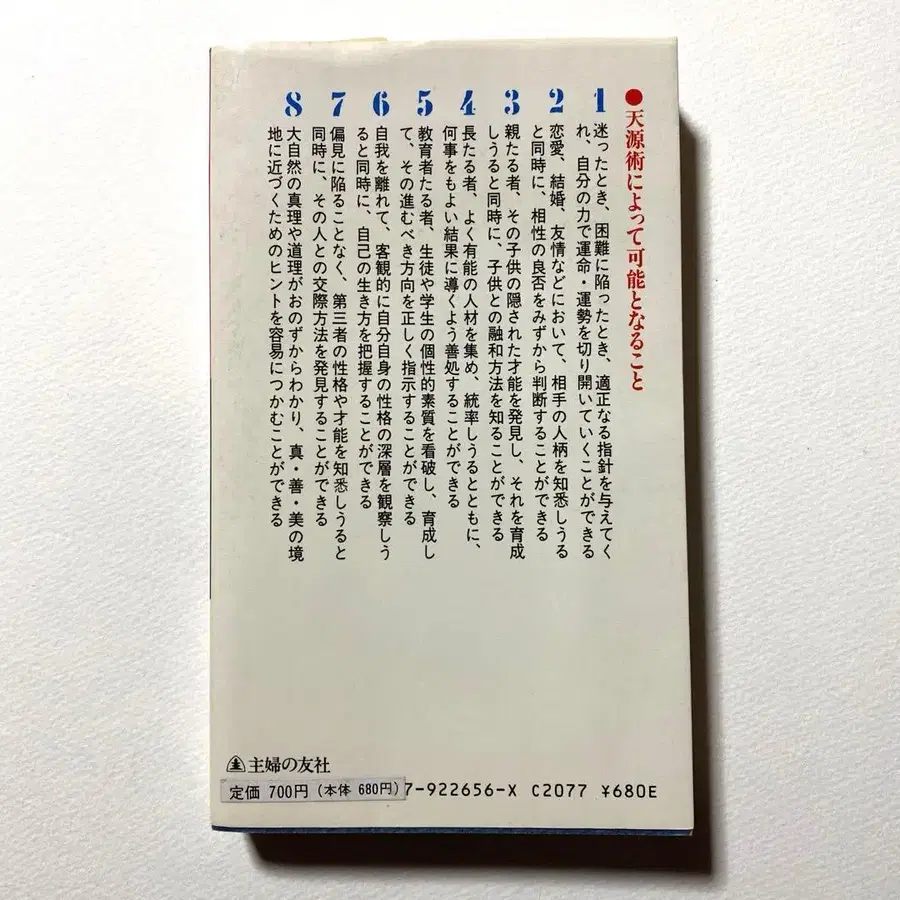 ●天源術によって可能となること
1
迷ったとき、困難に陥ったとき、適正なる指針を与えてく
れ、自分の力で運命・運勢を切り開いていくことができる
2
恋愛、結婚、友情などにおいて、相手の人柄を知悉しうる
と同時に、相性の良否をみずから判断することができる
3
親たる者、その子供の隠された才能を発見し、それを育成
しうると同時に、子供との融和方法を知ることができる
4
長たる者、よく有能の人材を集め、統率しうるとともに、
何事をもよい結果に導くよう善処することができる
5
教育者たる者、生徒や学生の個性的素質を看破し、育成し
て、その進むべき方向を正しく指示することができる
6
自我を離れて、客観的に自分自身の性格の深層を観察しう
ると同時に、自己の生き方を把握することができる
7
偏見に陥ることなく、第三者の性格や才能を知悉しうると
同時に、その人との交際方法を発見することができる
8
大自然の真理や道理がおのずからわかり、真・善・美の境
地に近づくためのヒントを容易につかむことができる
主婦の友社
定価 700円(本体 680円)
7-922656-X C2077 ¥680E